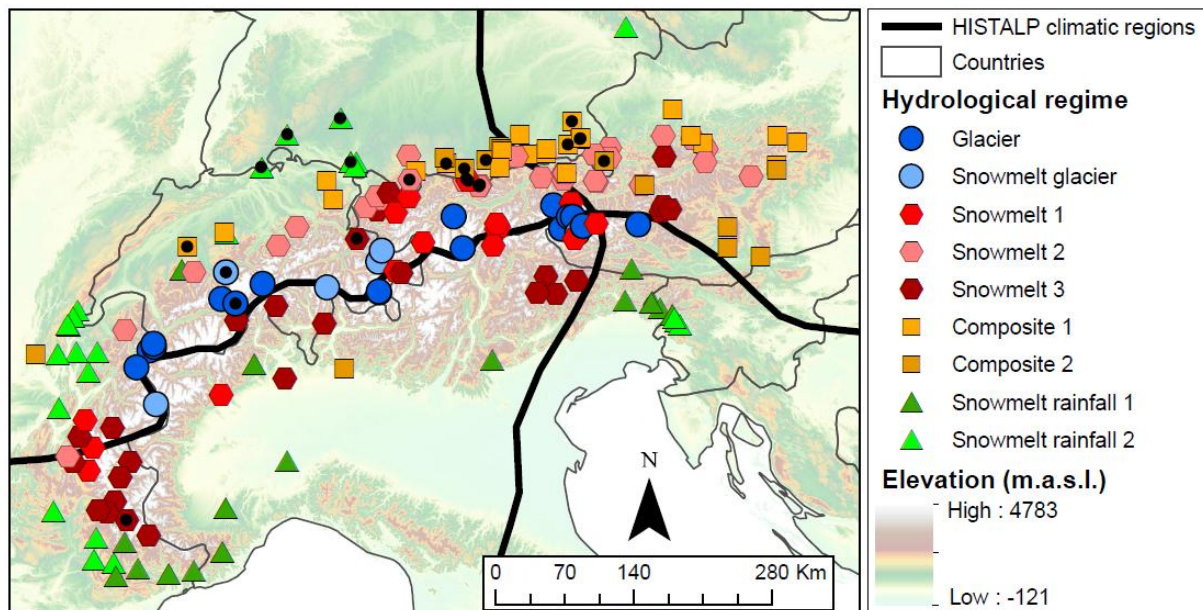 HISTALP climatic regions
Countries
Hydrological regime
Glacier
Snowmelt glacier
Snowmelt 1
Snowmelt 2
Snowmelt 3
Composite 1
Composite 2
Snowmelt rainfall 1
Snowmelt rainfall 2
Elevation (m.a.s.l.)
High : 4783
Low : -121
N
0 70 140 280 Km